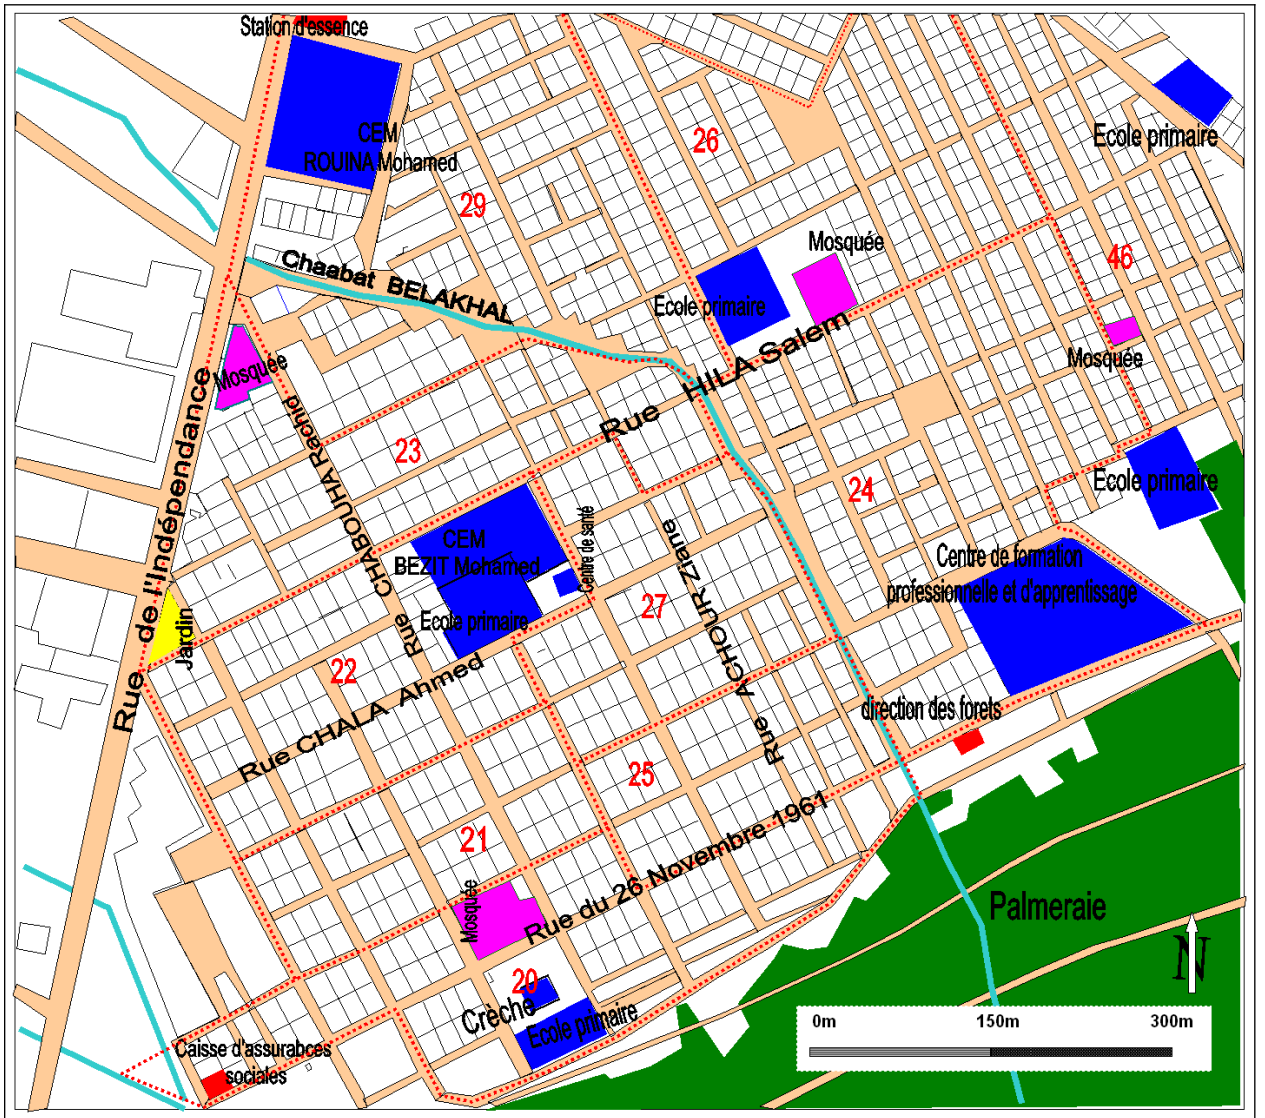 Station d'essence
CEM
ROUINA Mohamed
26
Ecole primaire
29
Mosquée
46
Chaabat BELAKHAL
Ecole primaire
Rue HILA Salem
Mosquée
Mosquée
Rue de l'Indépendance
Rue CHABOUHA Rachid
23
24
Ecole primaire
CEM
BEZIT Mohamed
Centre de santé
Ecole primaire
Rue ACHOUR Ziane
Centre de formation
professionnelle et d'apprentissage
27
Jardin
22
Rue CHALA Ahmed
direction des forets
25
21
Rue du 26 Novembre 1961
Mosquée
Palmeraie
N
20
Crèche
Ecole primaire
0m 150m 300m
Caisse d'assurabces
sociales